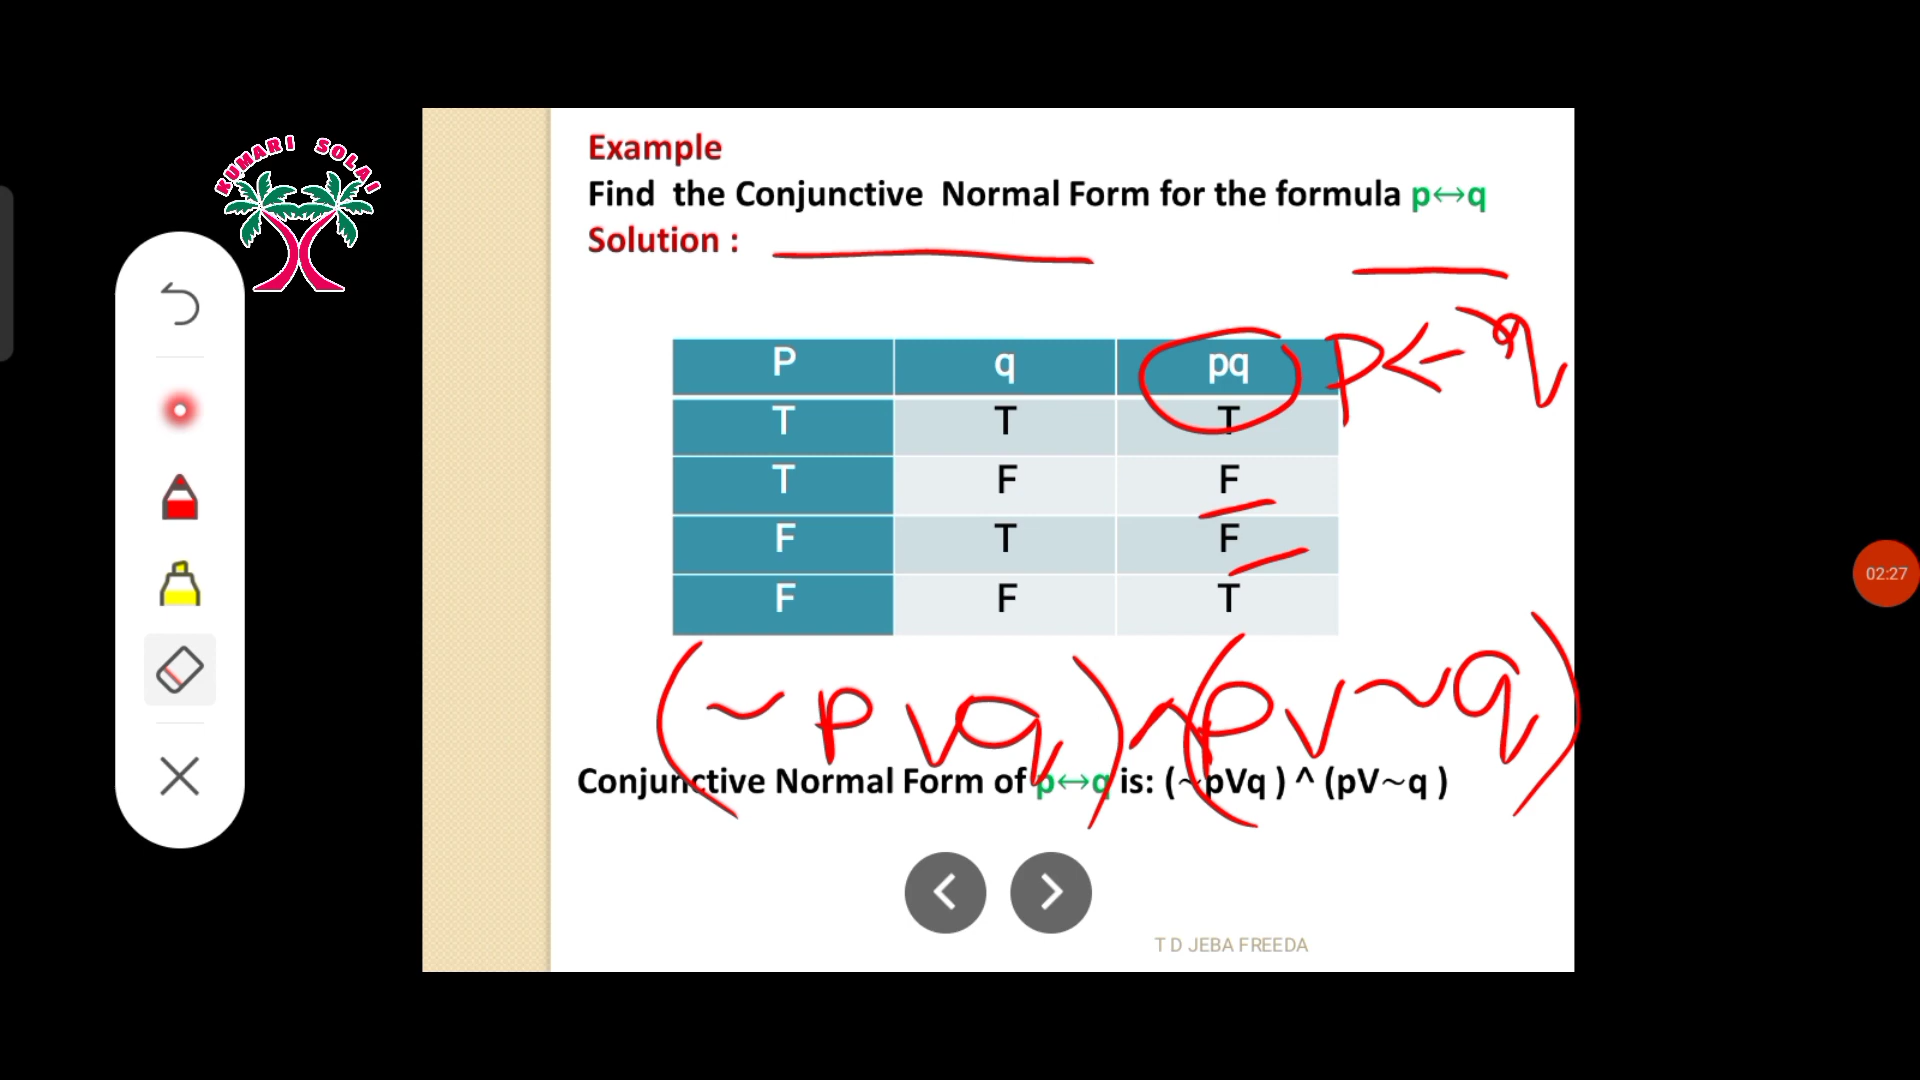 KUMARI SOLAI
Example
Find the Conjunctive Normal Form for the formula p↔q
Solution :
P q pq
p<-q
T T T
T F F
F T F
F F T
(~pvq)^(pv~q)
Conjunctive Normal Form of p↔q is: (~pVq ) ^ (pV~q )
T D JEBA FREEDA
02:27